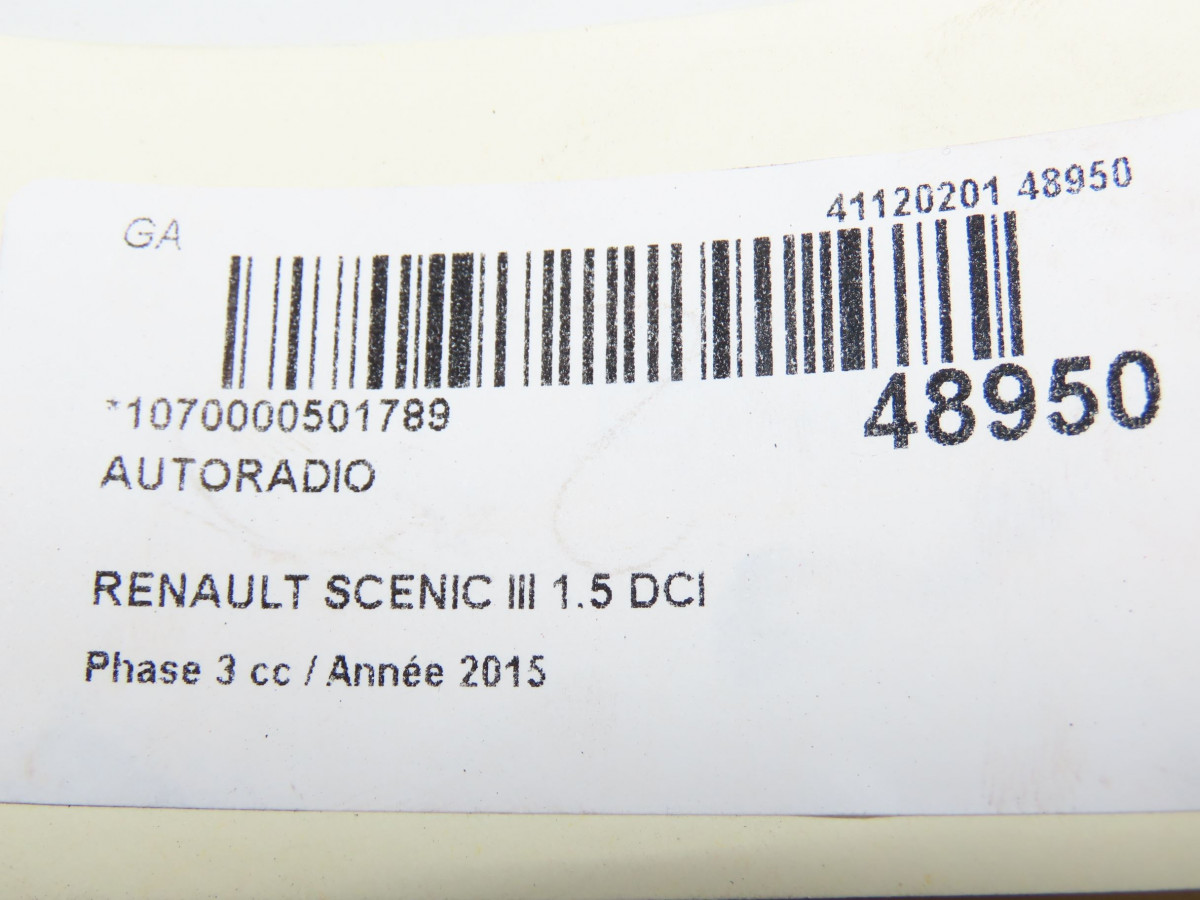 GA
41120201 48950
*1070000501789
48950
AUTORADIO
RENAULT SCENIC III 1.5 DCI
Phase 3 cc / Année 2015